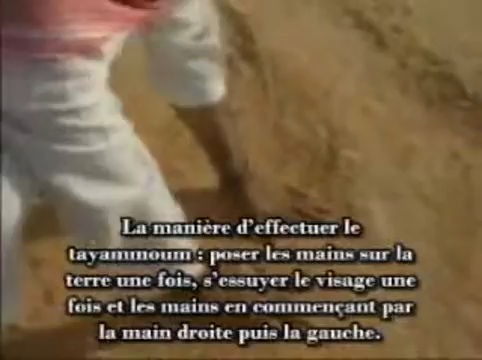 La manière d'effectuer le
tayammoum : poser les mains sur la
terre une fois, s'essuyer le visage une
fois et les mains en commençant par
la main droite puis la gauche.